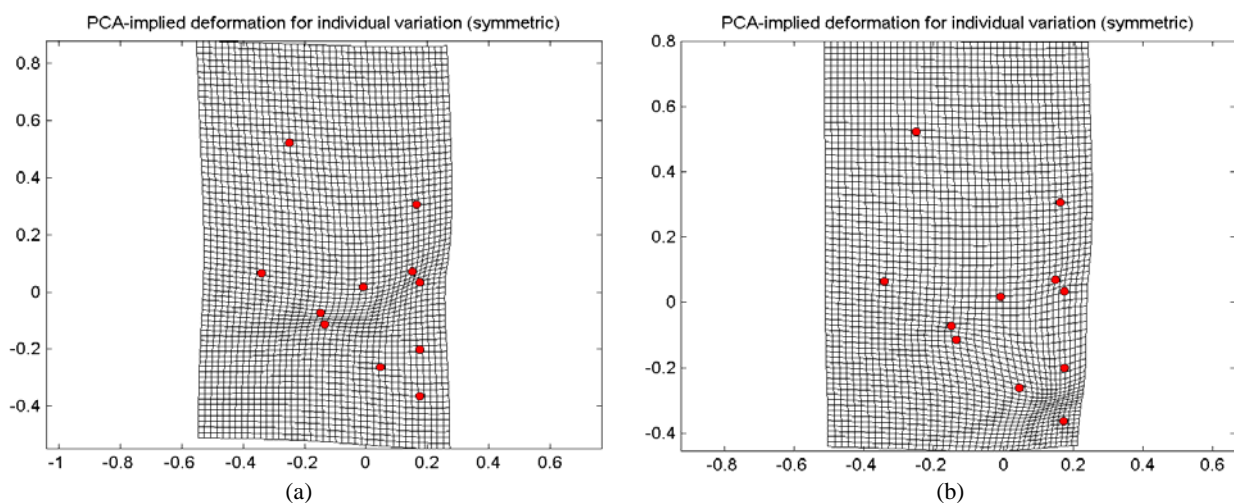 PCA-implied deformation for individual variation (symmetric)
0.8
0.6
0.4
0.2
0
-0.2
-0.4
-1 -0.8 -0.6 -0.4 -0.2 0 0.2 0.4 0.6
(a)
PCA-implied deformation for individual variation (symmetric)
0.8
0.6
0.4
0.2
0
-0.2
-0.4
-0.8 -0.6 -0.4 -0.2 0 0.2 0.4 0.6
(b)